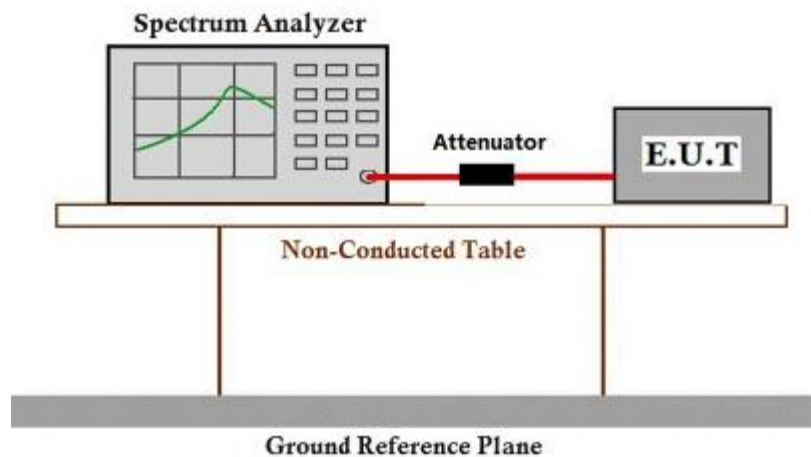 Spectrum Analyzer
Attenuator
E.U.T
Non-Conducted Table
Ground Reference Plane